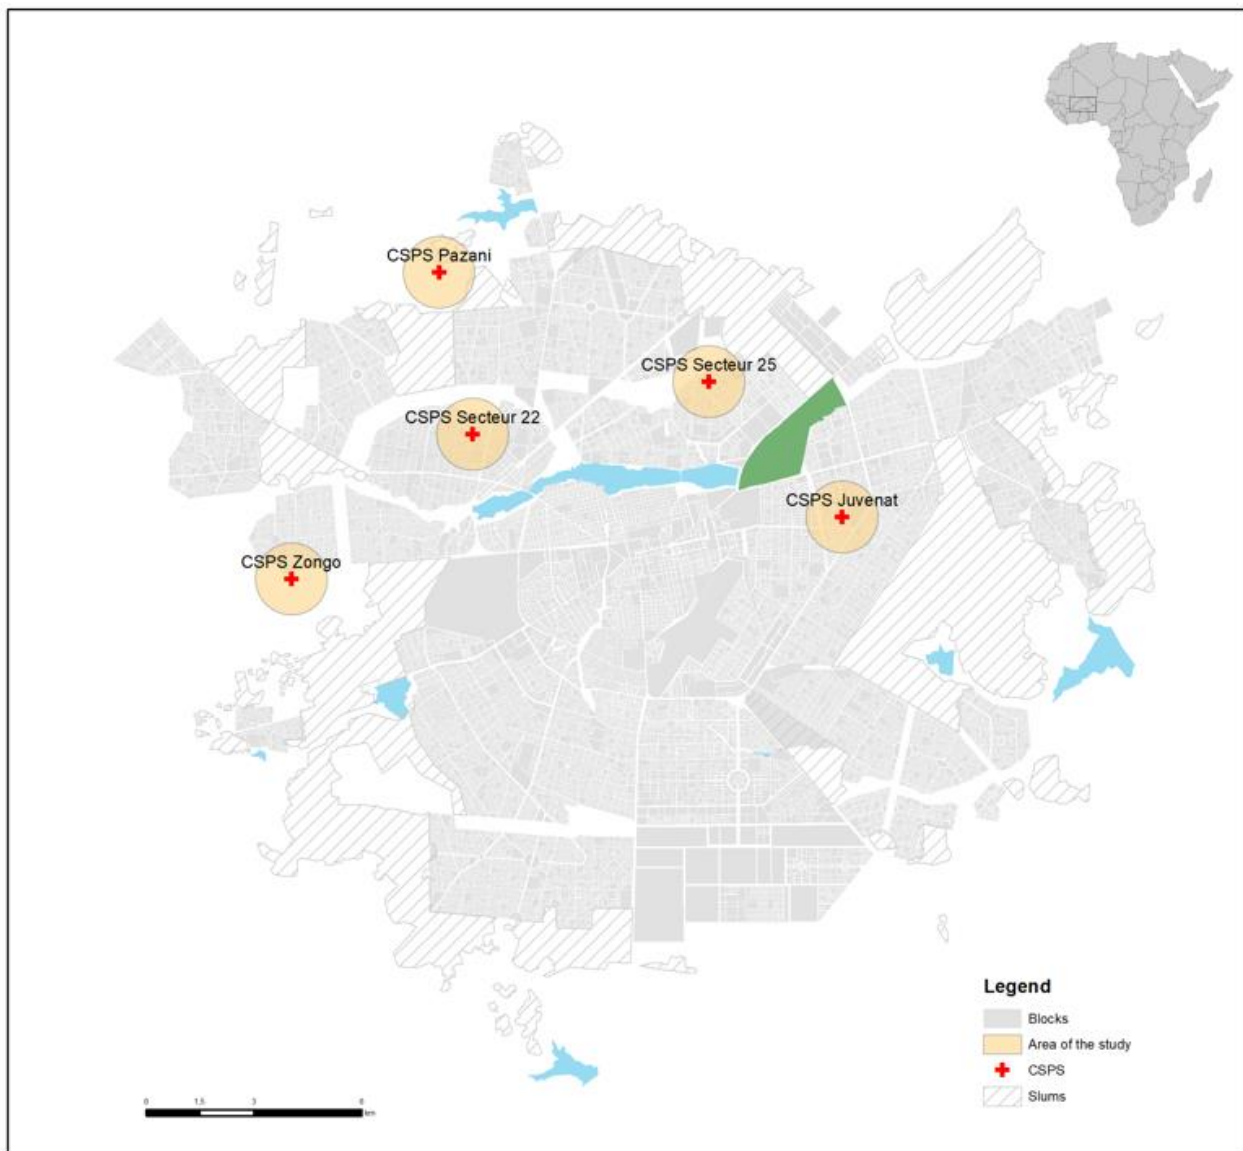 CSPS Pazani
CSPS Secteur 25
CSPS Secteur 22
CSPS Juvenat
CSPS Zongo
Legend
Blocks
Area of the study
CSPS
Slums
0 1,5 3 6
km